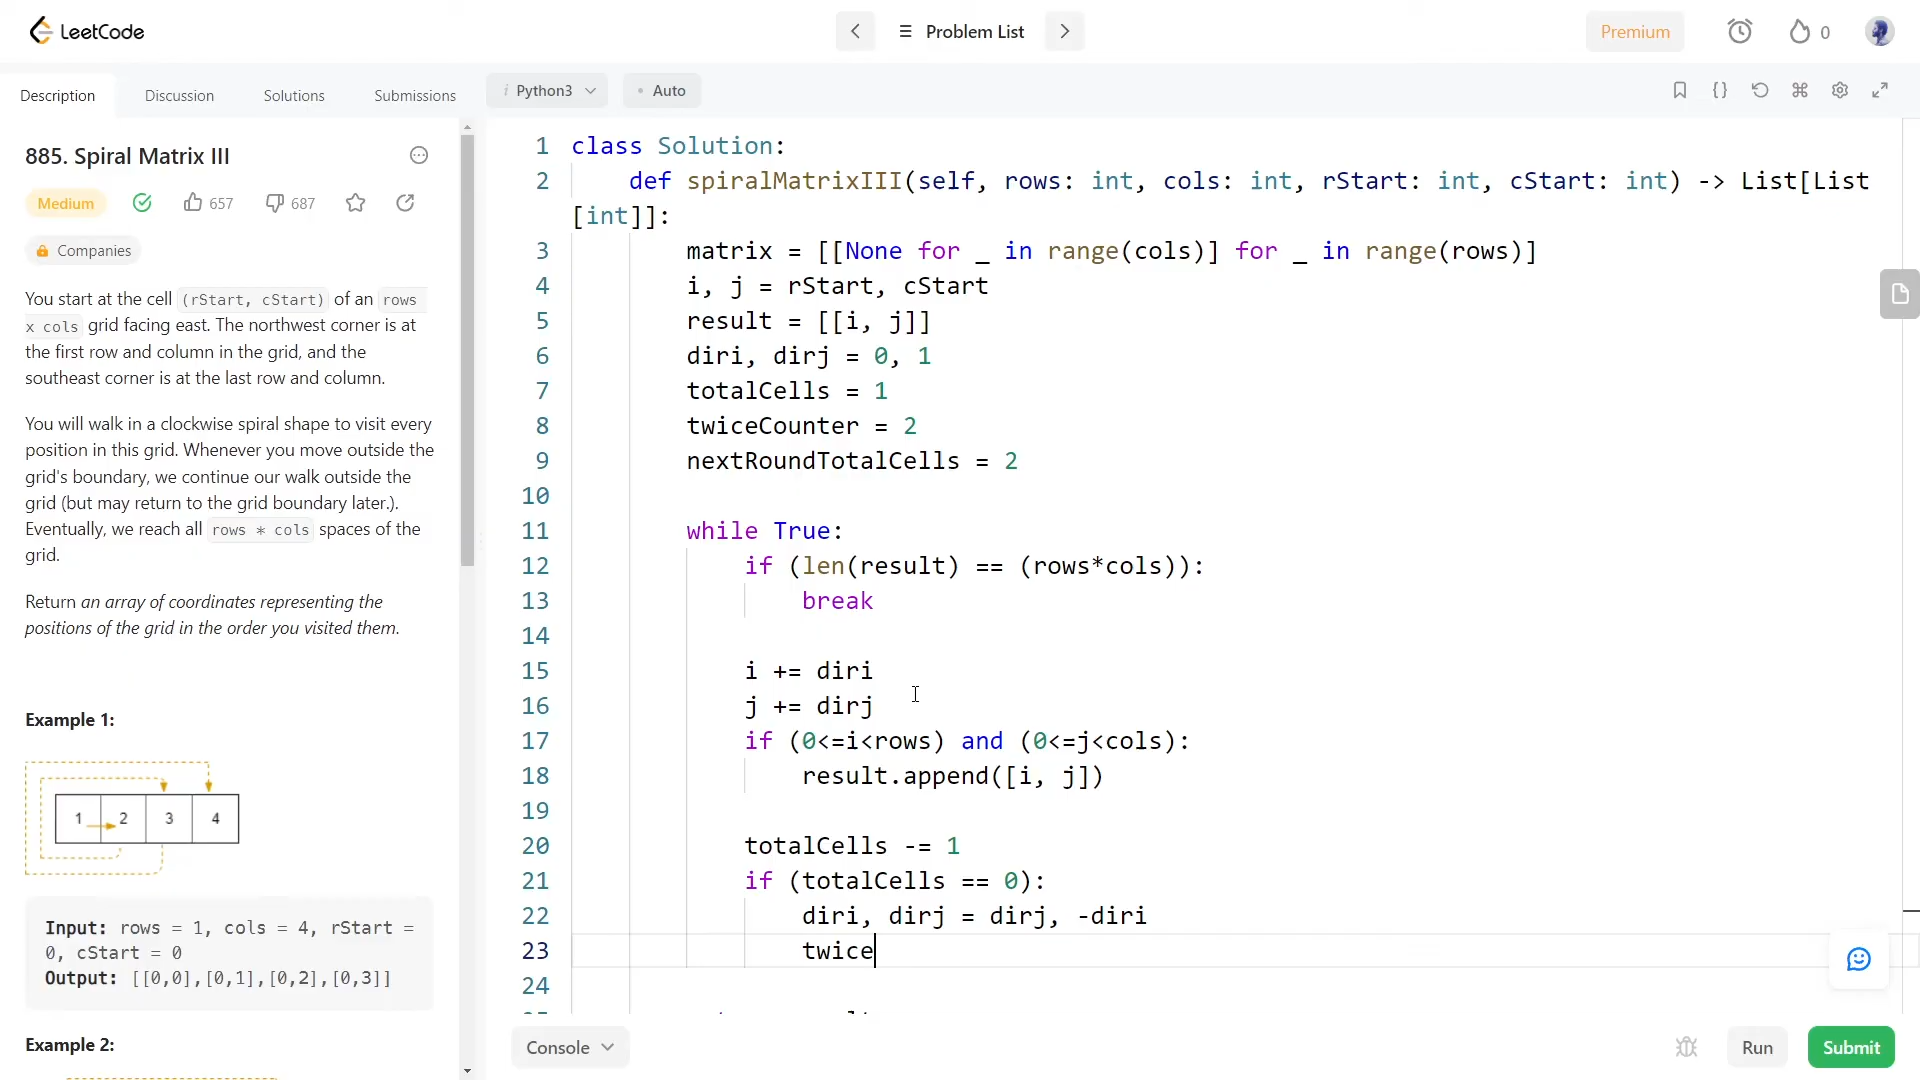 LeetCode
Problem List
Premium
0
Description
Discussion
Solutions
Submissions
i Python3
Auto
885. Spiral Matrix III
Medium
657
687
Companies
You start at the cell (rStart, cStart) of an rows
x cols grid facing east. The northwest corner is at
the first row and column in the grid, and the
southeast corner is at the last row and column.
You will walk in a clockwise spiral shape to visit every
position in this grid. Whenever you move outside the
grid's boundary, we continue our walk outside the
grid (but may return to the grid boundary later.).
Eventually, we reach all rows * cols spaces of the
grid.
Return an array of coordinates representing the
positions of the grid in the order you visited them.
Example 1:
1 2 3 4
Input: rows = 1, cols = 4, rStart =
0, cStart = 0
Output: [[0,0],[0,1],[0,2],[0,3]]
Example 2:
1 class Solution:
2 def spiralMatrixIII(self, rows: int, cols: int, rStart: int, cStart: int) -> List[List
[int]]:
3 matrix = [[None for _ in range(cols)] for _ in range(rows)]
4 i, j = rStart, cStart
5 result = [[i, j]]
6 diri, dirj = 0, 1
7 totalCells = 1
8 twiceCounter = 2
9 nextRoundTotalCells = 2
10
11 while True:
12 if (len(result) == (rows*cols)):
13 break
14
15 i += diri
16 j += dirj
17 if (0<=i<rows) and (0<=j<cols):
18 result.append([i, j])
19
20 totalCells -= 1
21 if (totalCells == 0):
22 diri, dirj = dirj, -diri
23 twice
24
Console
Run
Submit